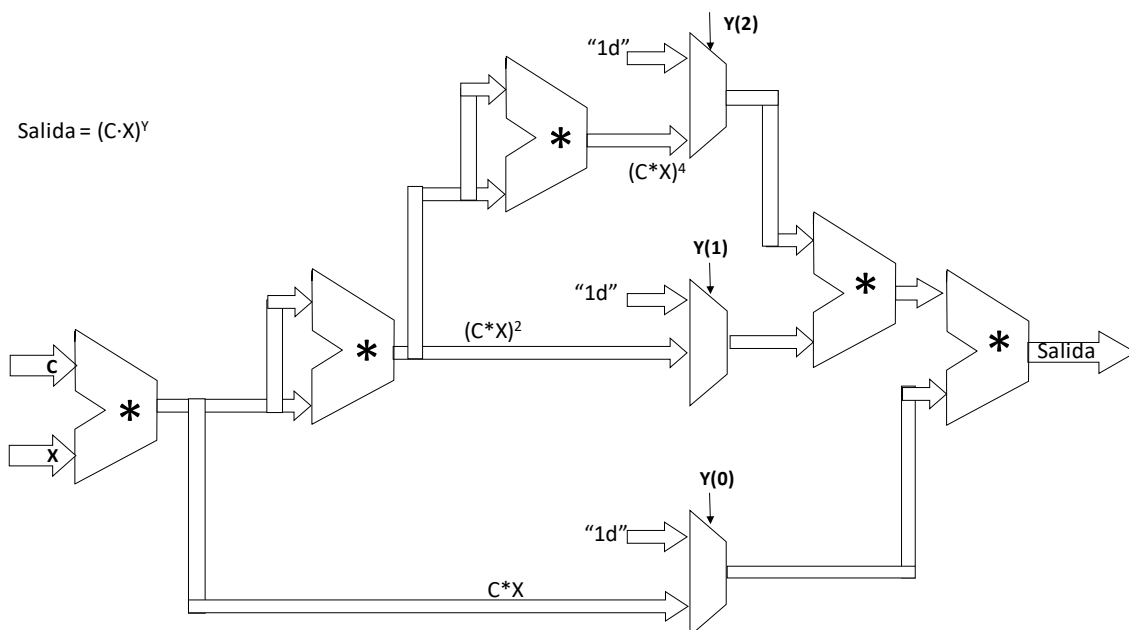 Y(2)
“1d”
*
Salida = (C·X)ʸ
(C*X)⁴
Y(1)
*
“1d”
(C*X)²
*
*
Salida
C
*
X
Y(0)
“1d”
C*X